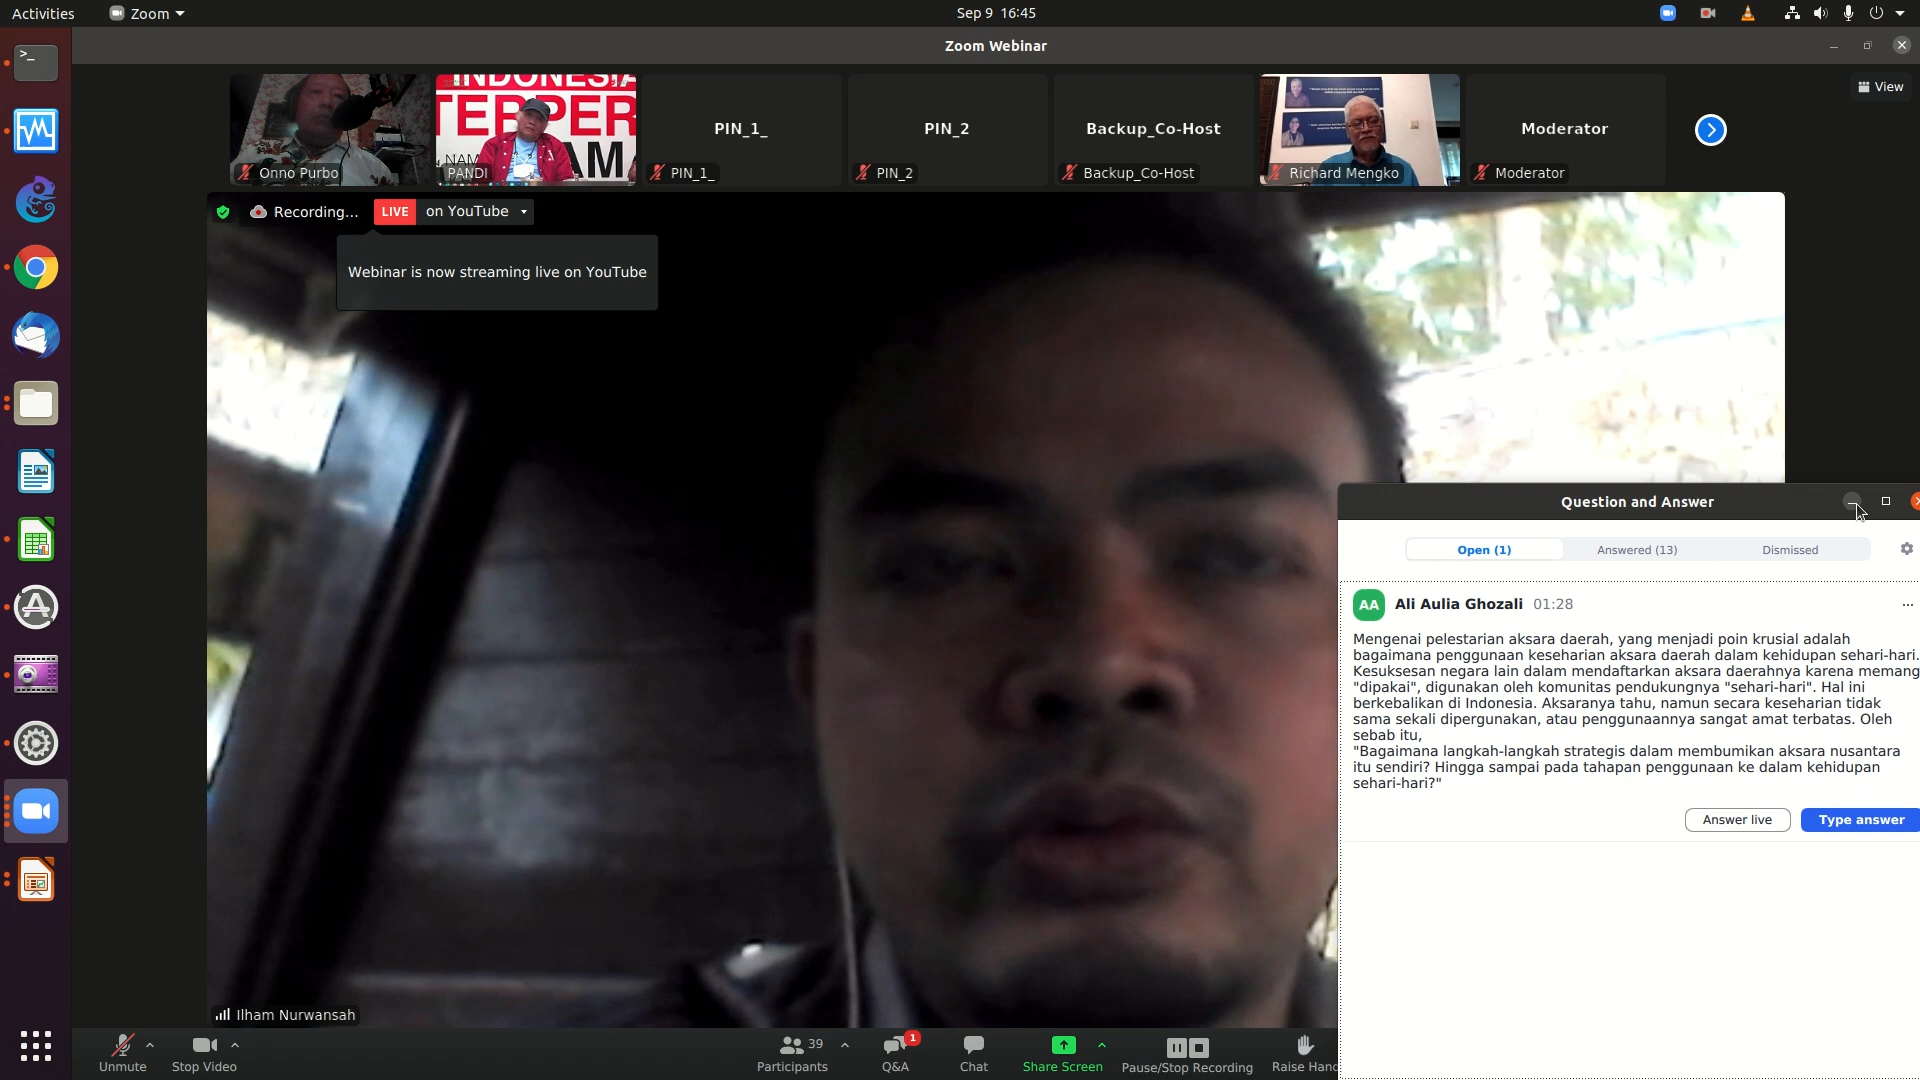 Activities
Zoom
Sep 9 16:45
Zoom Webinar
View
INDONESIA
TERPER
NAM
AM
PIN_1_
PIN_2
Backup_Co-Host
Moderator
Onno Purbo
PANDI
PIN_1_
PIN_2
Backup_Co-Host
Richard Mengko
Moderator
Recording...
LIVE on YouTube
Webinar is now streaming live on YouTube
Question and Answer
Open (1)
Answered (13)
Dismissed
AA
Ali Aulia Ghozali 01:28
Mengenai pelestarian aksara daerah, yang menjadi poin krusial adalah
bagaimana penggunaan keseharian aksara daerah dalam kehidupan sehari-hari.
Kesuksesan negara lain dalam mendaftarkan aksara daerahnya karena memang
"dipakai", digunakan oleh komunitas pendukungnya "sehari-hari". Hal ini
berkebalikan di Indonesia. Aksaranya tahu, namun secara keseharian tidak
sama sekali dipergunakan, atau penggunaannya sangat amat terbatas. Oleh
sebab itu,
"Bagaimana langkah-langkah strategis dalam membumikan aksara nusantara
itu sendiri? Hingga sampai pada tahapan penggunaan ke dalam kehidupan
sehari-hari?"
Answer live
Type answer
Ilham Nurwansah
Unmute
Stop Video
39
Participants
1
Q&A
Chat
Share Screen
Pause/Stop Recording
Raise Hand